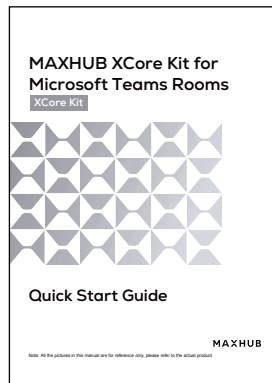 MAXHUB XCore Kit for
Microsoft Teams Rooms
XCore Kit
Quick Start Guide
MAXHUB
Note: All the pictures in this manual are for reference only, please refer to the actual product.